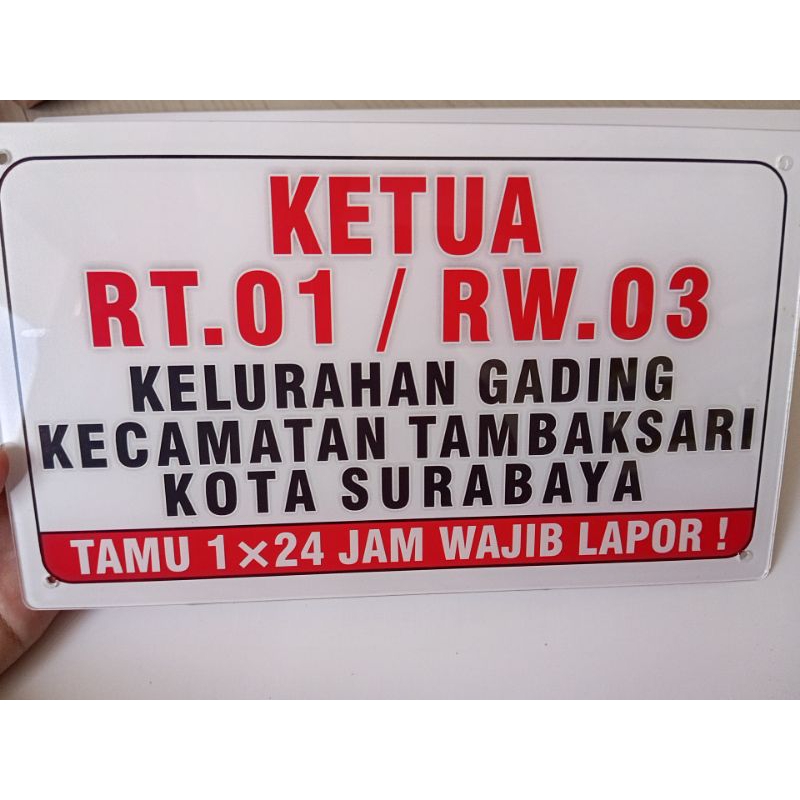 KETUA
RT.01 / RW.03
KELURAHAN GADING
KECAMATAN TAMBAKSARI
KOTA SURABAYA
TAMU 1×24 JAM WAJIB LAPOR !